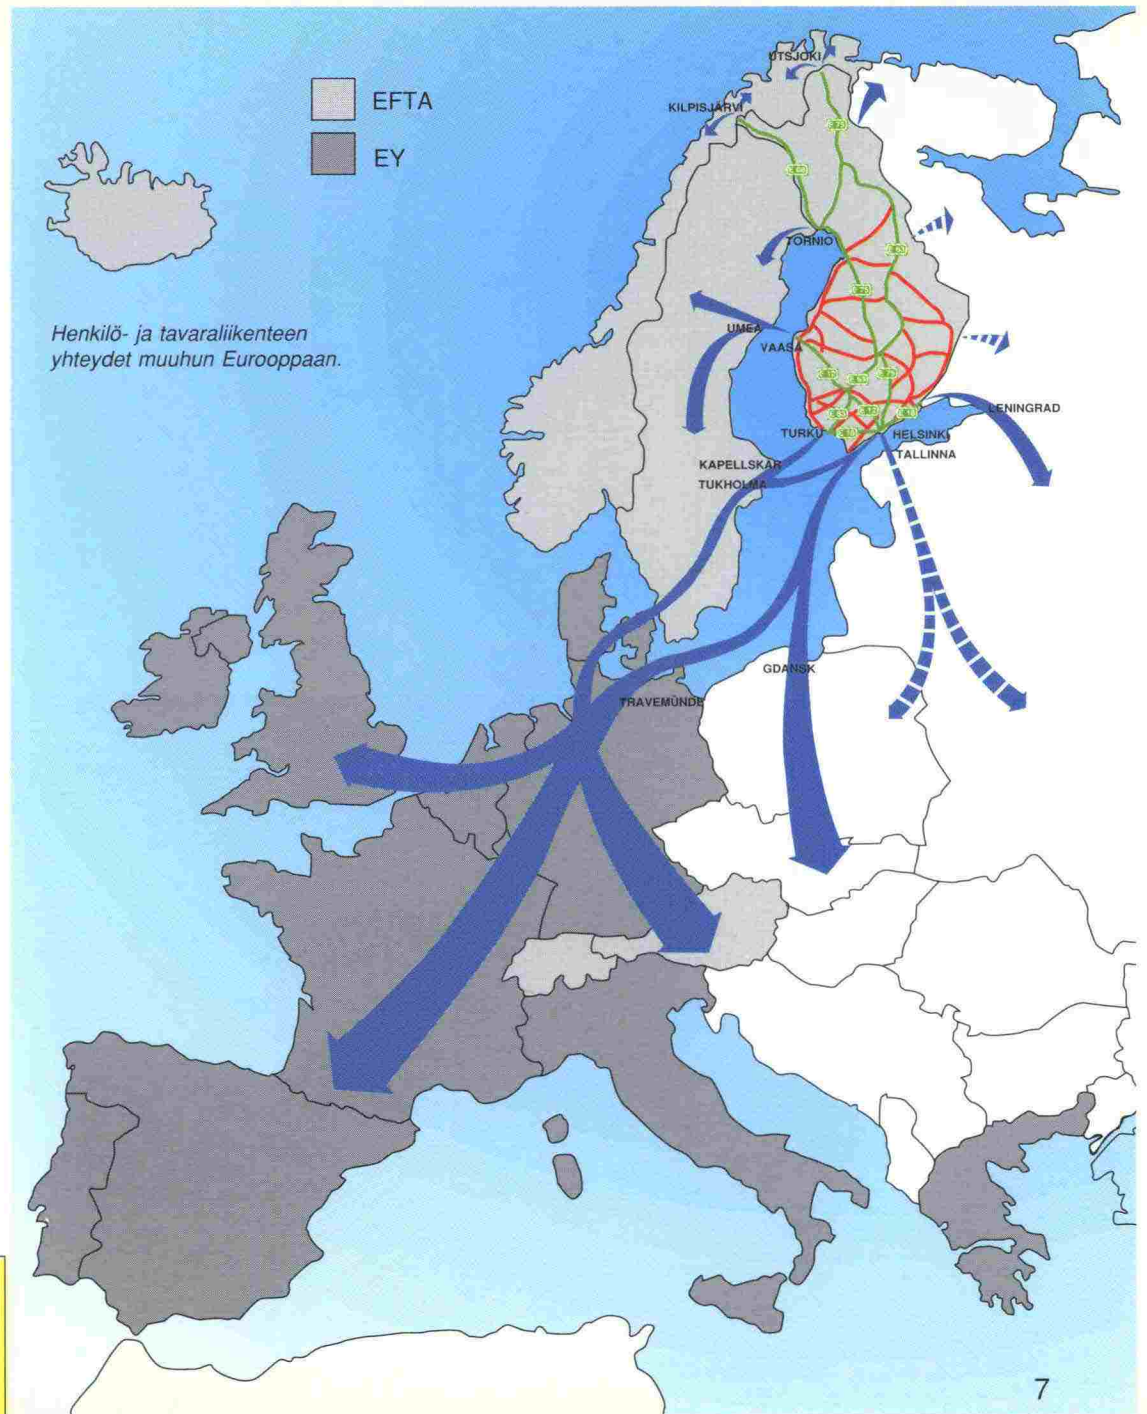 EFTA
EY
Henkilö- ja tavaraliikenteen
yhteydet muuhun Eurooppaan.
UTSJOKI
KILPISJÄRVI
TORNIO
UMEA
VAASA
LENINGRAD
TURKU
HELSINKI
TALLINNA
KAPELLSKÄR
TUKHOLMA
GDANSK
TRAVEMÜNDE
7